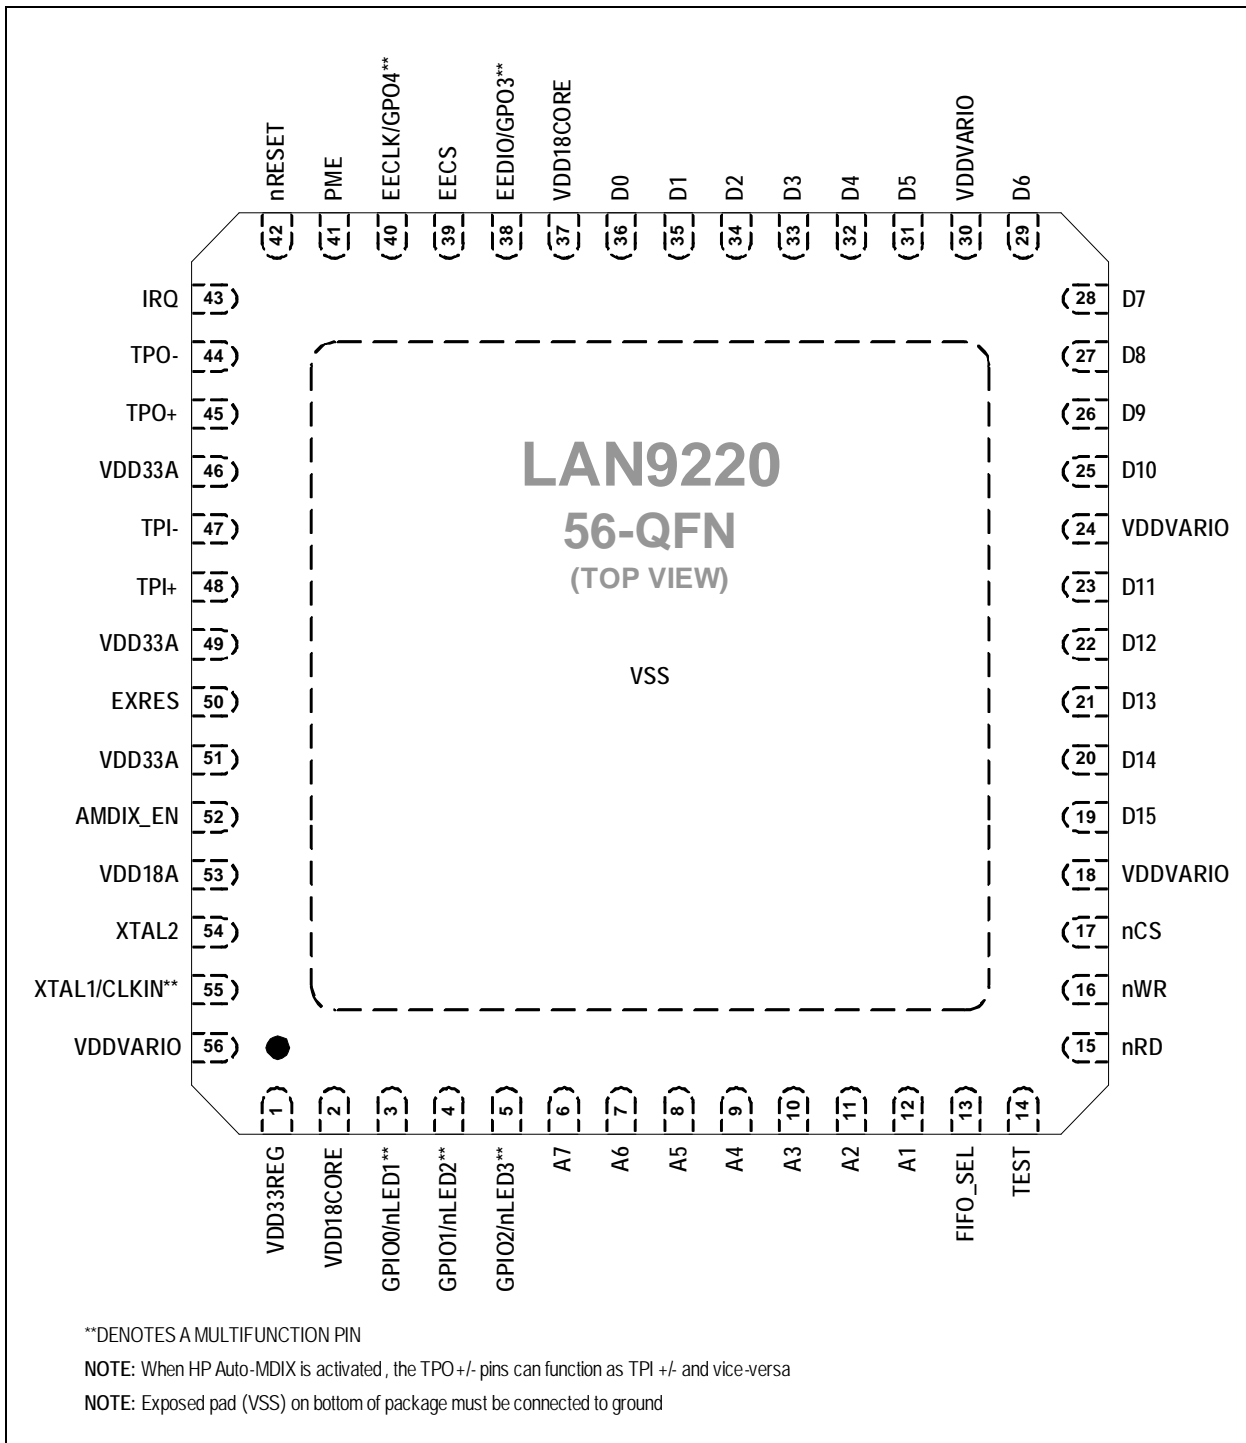 nRESET
PME
EECLK/GPO4**
EECS
EEDIO/GPO3**
VDD18CORE
D0
D1
D2
D3
D4
D5
VDDVARIO
D6
42
41
40
39
38
37
36
35
34
33
32
31
30
29
IRQ 43
28 D7
TPO- 44
27 D8
TPO+ 45
26 D9
VDD33A 46
25 D10
TPI- 47
24 VDDVARIO
TPI+ 48
23 D11
VDD33A 49
22 D12
EXRES 50
21 D13
VDD33A 51
20 D14
AMDIX_EN 52
19 D15
VDD18A 53
18 VDDVARIO
XTAL2 54
17 nCS
XTAL1/CLKIN** 55
16 nWR
VDDVARIO 56
15 nRD
LAN9220
56-QFN
(TOP VIEW)
VSS
1
2
3
4
5
6
7
8
9
10
11
12
13
14
VDD33REG
VDD18CORE
GPIO0/nLED1**
GPIO1/nLED2**
GPIO2/nLED3**
A7
A6
A5
A4
A3
A2
A1
FIFO_SEL
TEST
**DENOTES A MULTIFUNCTION PIN
NOTE: When HP Auto-MDIX is activated , the TPO+/- pins can function as TPI +/- and vice-versa
NOTE: Exposed pad (VSS) on bottom of package must be connected to ground